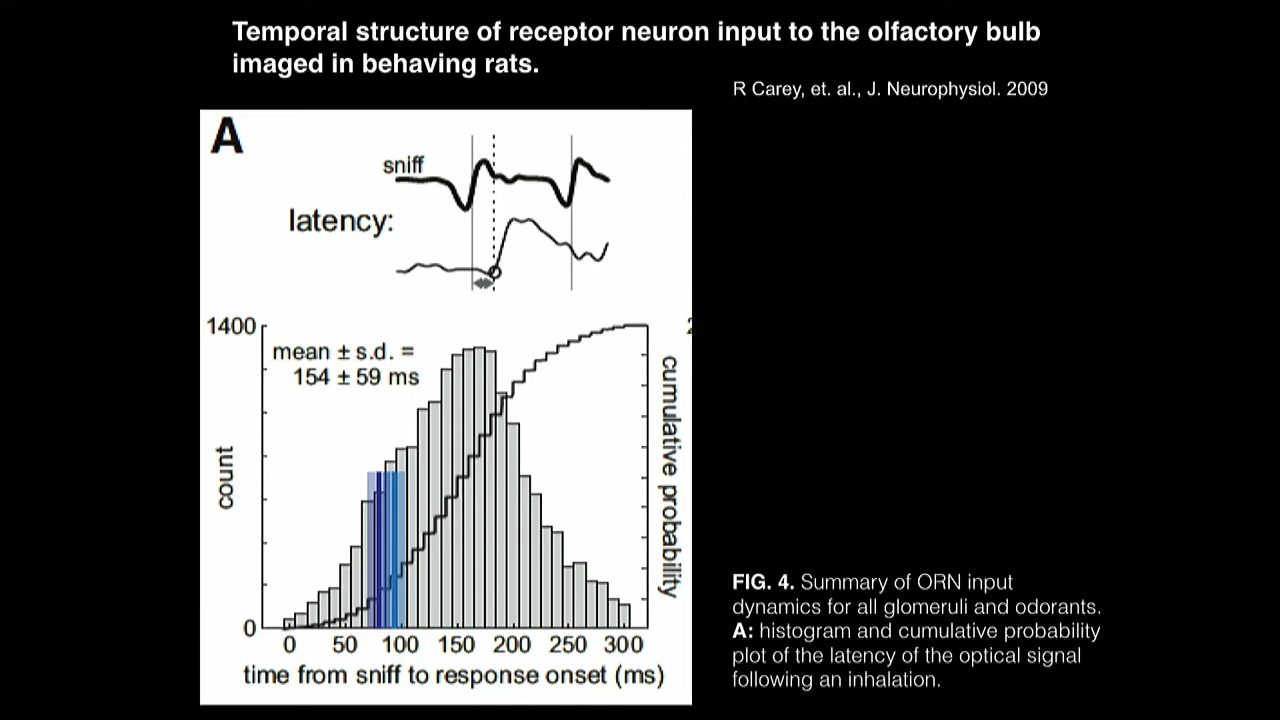 Temporal structure of receptor neuron input to the olfactory bulb
imaged in behaving rats.
R Carey, et. al., J. Neurophysiol. 2009
A
sniff
latency:
1400
mean ± s.d. =
154 ± 59 ms
count
cumulative probability
0
0 50 100 150 200 250 300
time from sniff to response onset (ms)
FIG. 4. Summary of ORN input
dynamics for all glomeruli and odorants.
A: histogram and cumulative probability
plot of the latency of the optical signal
following an inhalation.